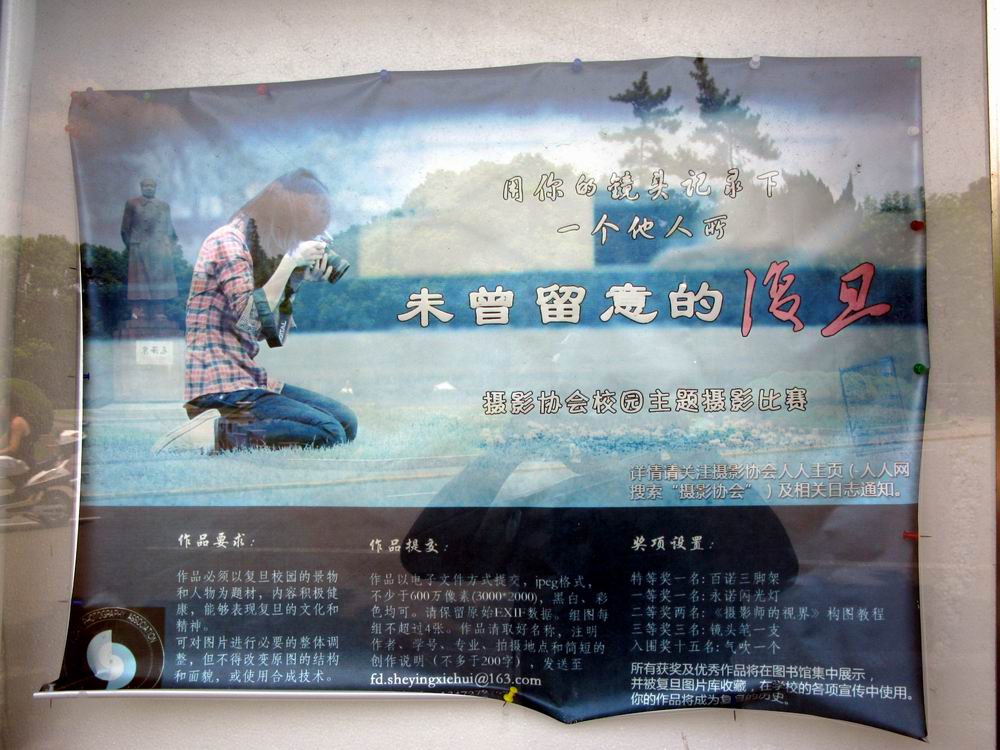 用你的镜头记录下
一个他人所
未曾留意的复旦
摄影协会校园主题摄影比赛
详情请关注摄影协会人人主页（人人网
搜索“摄影协会”）及相关日志通知。
作品要求：
作品必须以复旦校园的景物
和人物为题材，内容积极健
康，能够表现复旦的文化和
精神。
可对图片进行必要的整体调
整，但不得改变原图的结构
和面貌，或使用合成技术。
作品提交：
作品以电子文件方式提交，jpeg格式，
不少于600万像素(3000*2000)，黑白、彩
色均可。请保留原始EXIF数据。组图每
组不超过4张。作品请取好名称，注明
作者、学号、专业、拍摄地点和简短的
创作说明（不多于200字），发送至
fd.sheyingxiehui@163.com
奖项设置：
特等奖一名：百诺三脚架
一等奖一名：永诺闪光灯
二等奖两名：《摄影师的视界》构图教程
三等奖三名：镜头笔一支
入围奖十五名：气吹一个
所有获奖及优秀作品将在图书馆集中展示，
并被复旦图片库收藏，在学校的各项宣传中使用。
你的作品将成为复旦的历史。
PHOTOGRAPHY ASSOCIATION